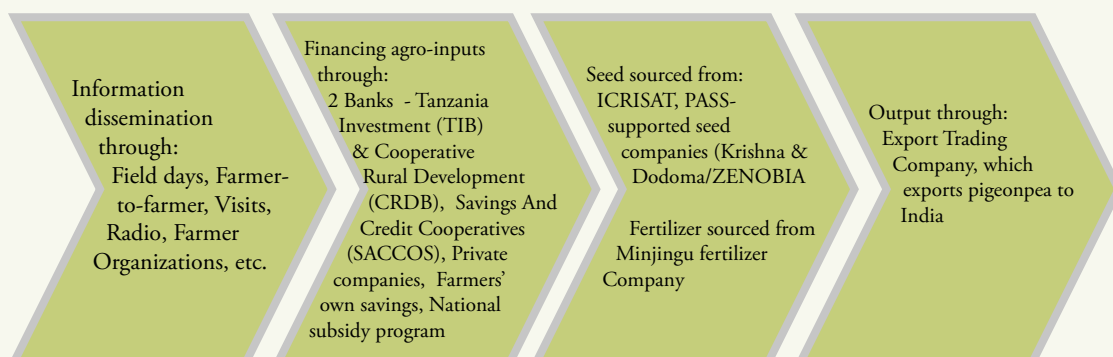 Information
dissemination
through:
Field days, Farmer-
to-farmer, Visits,
Radio, Farmer
Organizations, etc.
Financing agro-inputs
through:
2 Banks - Tanzania
Investment (TIB)
& Cooperative
Rural Development
(CRDB), Savings And
Credit Cooperatives
(SACCOS), Private
companies, Farmers'
own savings, National
subsidy program
Seed sourced from:
ICRISAT, PASS-
supported seed
companies (Krishna &
Dodoma/ZENOBIA
Fertilizer sourced from
Minjingu fertilizer
Company
Output through:
Export Trading
Company, which
exports pigeonpea to
India